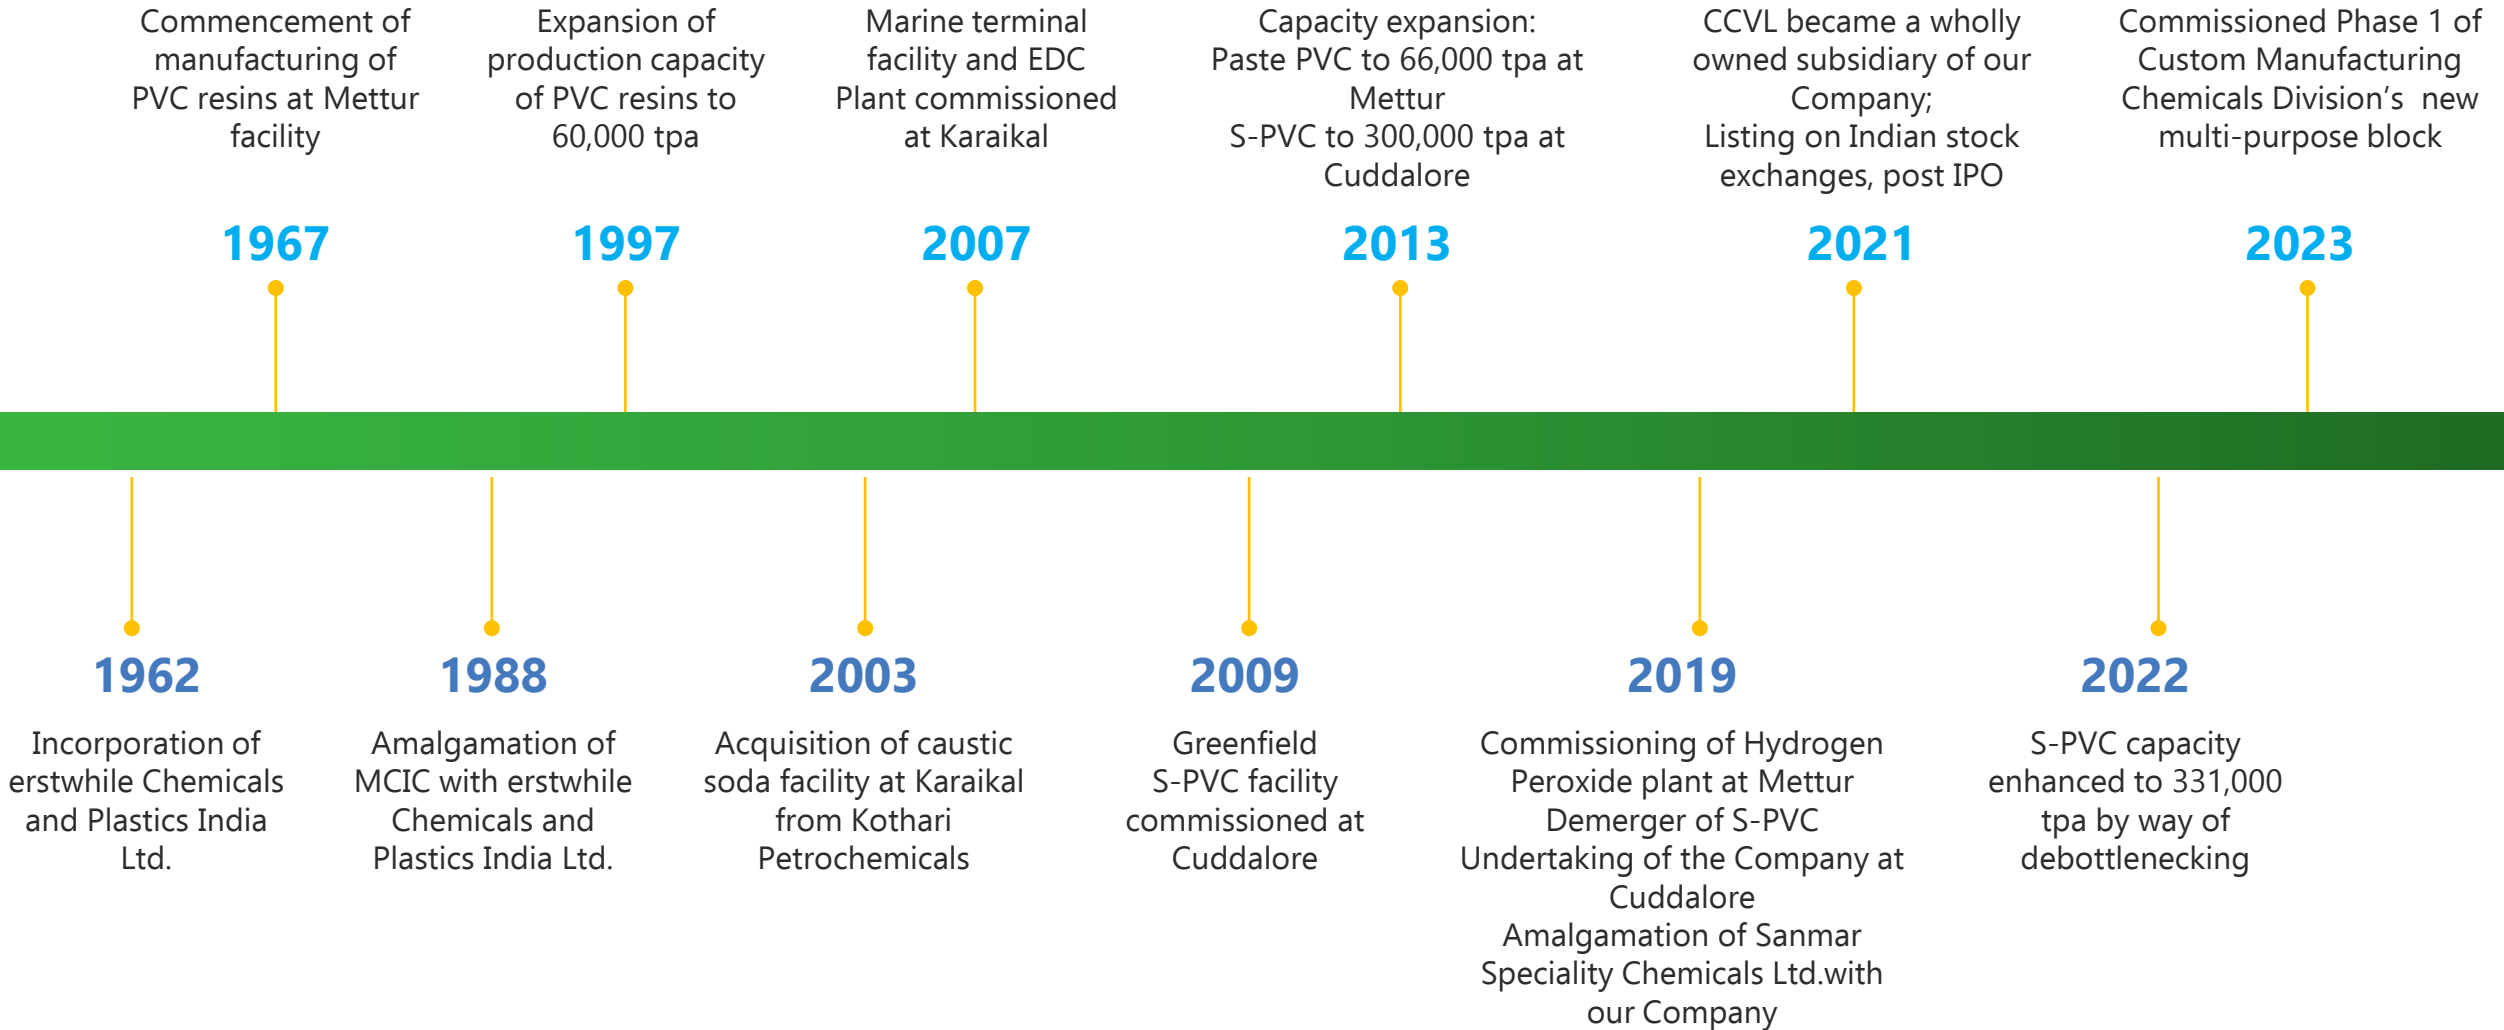 Commencement of
manufacturing of
PVC resins at Mettur
facility
1967
Expansion of
production capacity
of PVC resins to
60,000 tpa
1997
Marine terminal
facility and EDC
Plant commissioned
at Karaikal
2007
Capacity expansion:
Paste PVC to 66,000 tpa at
Mettur
S-PVC to 300,000 tpa at
Cuddalore
2013
CCVL became a wholly
owned subsidiary of our
Company;
Listing on Indian stock
exchanges, post IPO
2021
Commissioned Phase 1 of
Custom Manufacturing
Chemicals Division’s  new
multi-purpose block
2023
1962
Incorporation of
erstwhile Chemicals
and Plastics India
Ltd.
1988
Amalgamation of
MCIC with erstwhile
Chemicals and
Plastics India Ltd.
2003
Acquisition of caustic
soda facility at Karaikal
from Kothari
Petrochemicals
2009
Greenfield
S-PVC facility
commissioned at
Cuddalore
2019
Commissioning of Hydrogen
Peroxide plant at Mettur
Demerger of S-PVC
Undertaking of the Company at
Cuddalore
Amalgamation of Sanmar
Speciality Chemicals Ltd.with
our Company
2022
S-PVC capacity
enhanced to 331,000
tpa by way of
debottlenecking